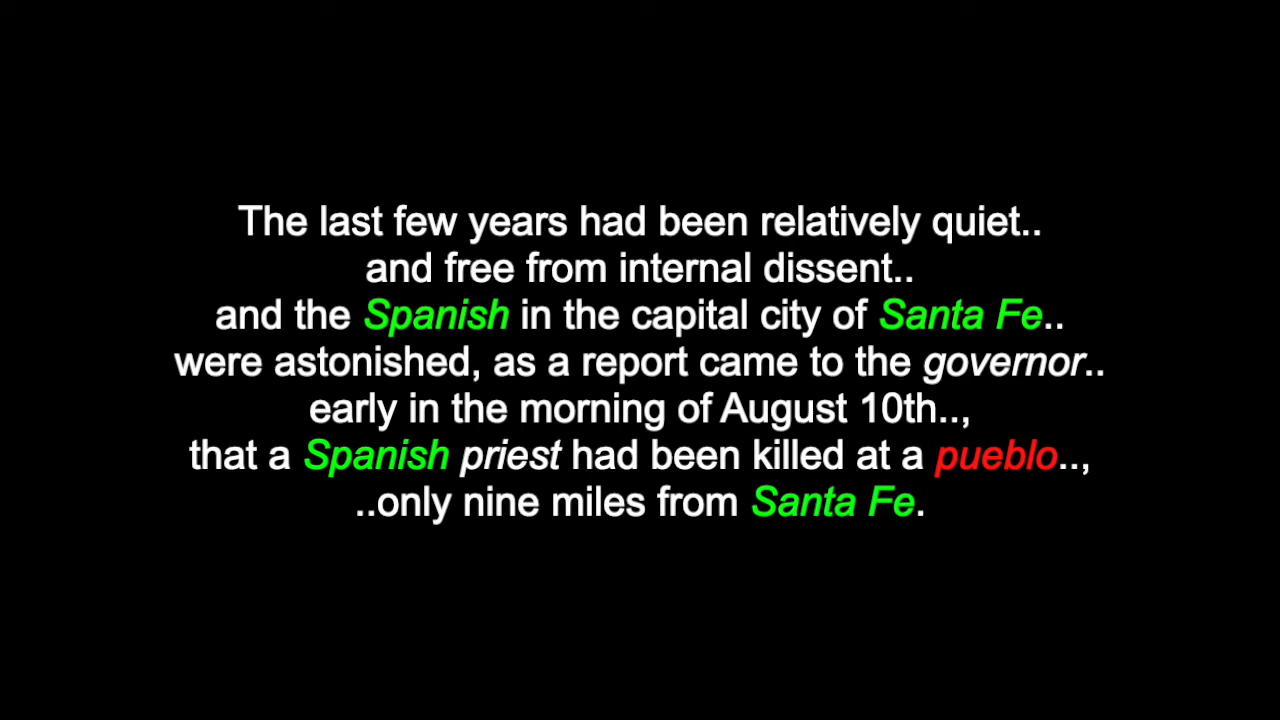 The last few years had been relatively quiet..
and free from internal dissent..
and the Spanish in the capital city of Santa Fe..
were astonished, as a report came to the governor..
early in the morning of August 10th..,
that a Spanish priest had been killed at a pueblo..,
..only nine miles from Santa Fe.